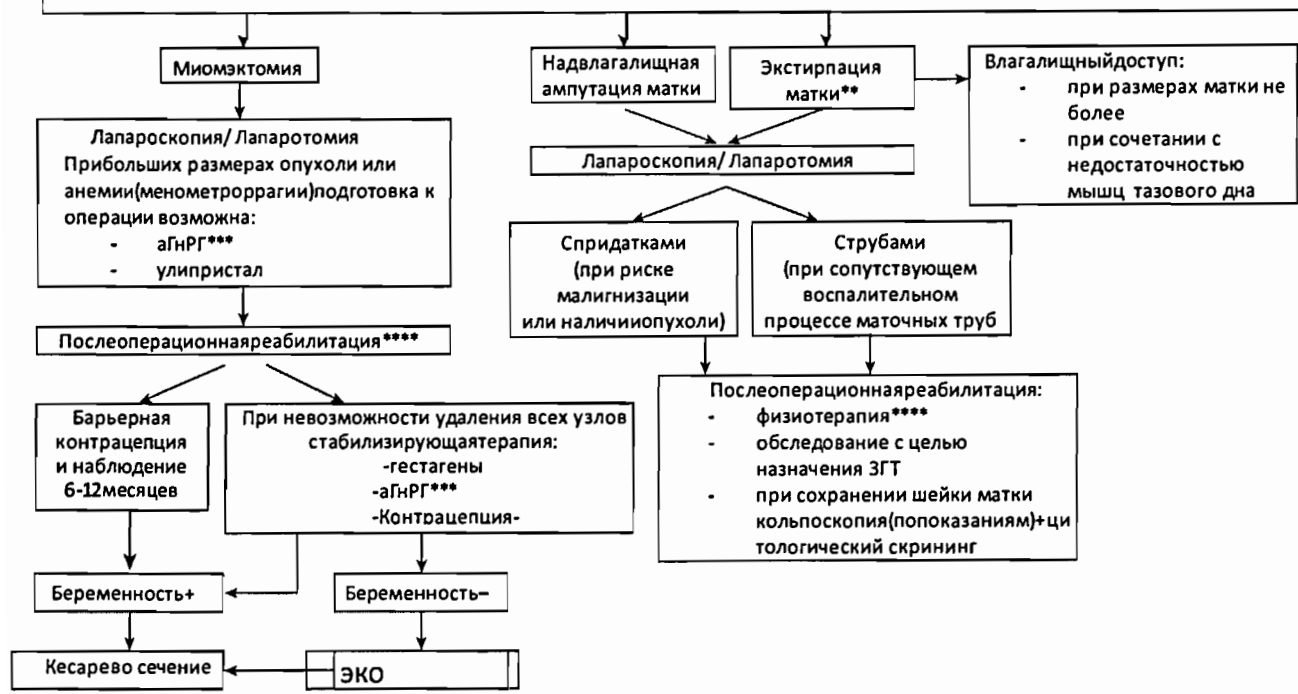 Миомэктомия
Надвлагалищная
ампутация матки
Экстирпация
матки**
Влагалищныйдоступ:
- при размерах матки не
более
- при сочетании с
недостаточностью
мышц тазового дна
Лапароскопия/ Лапаротомия
Прибольших размерах опухоли или
анемии(менометроррагии)подготовка к
операции возможна:
- аГнРГ***
- улипристал
Лапароскопия/ Лапаротомия
Спридатками
(при риске
малигнизации
или наличииопухоли)
Струбами
(при сопутствующем
воспалительном
процессе маточных труб
Послеоперационнаяреабилитация****
Барьерная
контрацепция
и наблюдение
6-12месяцев
При невозможности удаления всех узлов
стабилизирующаятерапия:
-гестагены
-аГнРГ***
-Контрацепция-
Послеоперационнаяреабилитация:
- физиотерапия****
- обследование с целью
назначения ЗГТ
- при сохранении шейки матки
кольпоскопия(попоказаниям)+ци
тологический скрининг
Беременность+
Беременность–
Кесарево сечение
ЭКО